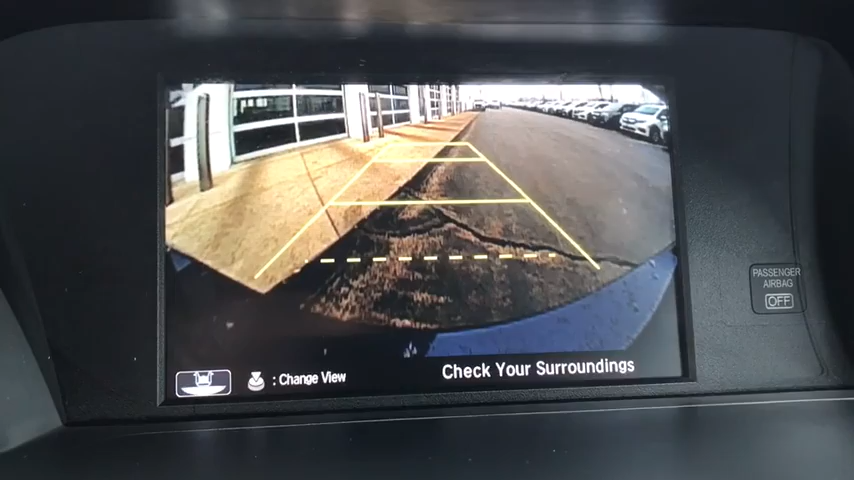 PASSENGER
AIRBAG
OFF
: Change View
Check Your Surroundings